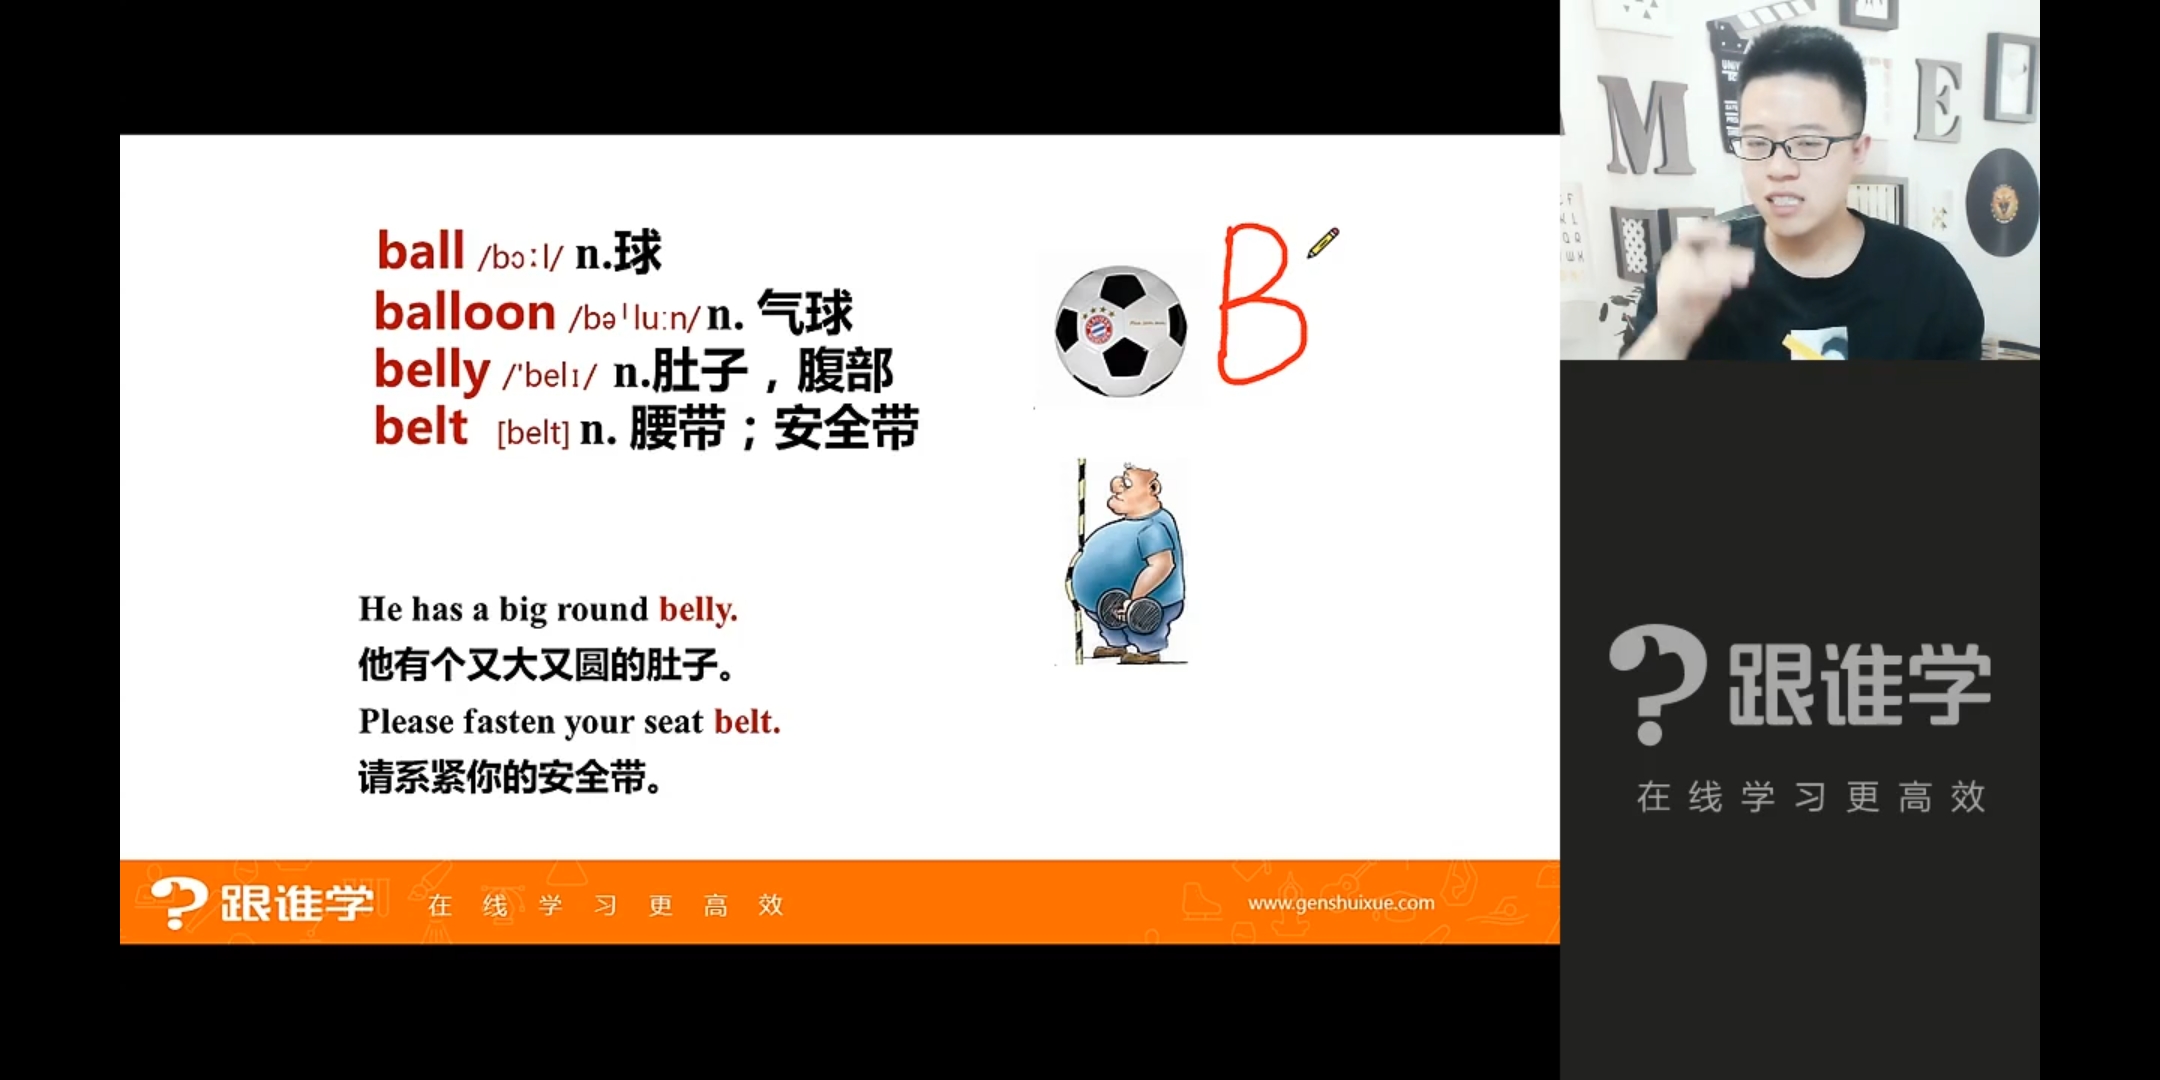 ball /bɔːl/ n.球
balloon /bəˈluːn/ n. 气球
belly /'belɪ/ n.肚子，腹部
belt [belt] n. 腰带；安全带
B
He has a big round belly.
他有个又大又圆的肚子。
Please fasten your seat belt.
请系紧你的安全带。
跟谁学 在线学习更高效
www.genshuixue.com
M E
跟谁学
在线学习更高效